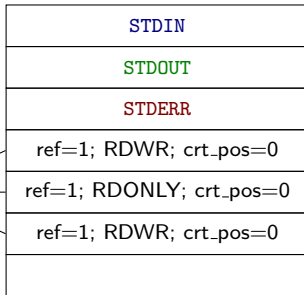 STDIN
STDOUT
STDERR
ref=1; RDWR; crt_pos=0
ref=1; RDONLY; crt_pos=0
ref=1; RDWR; crt_pos=0